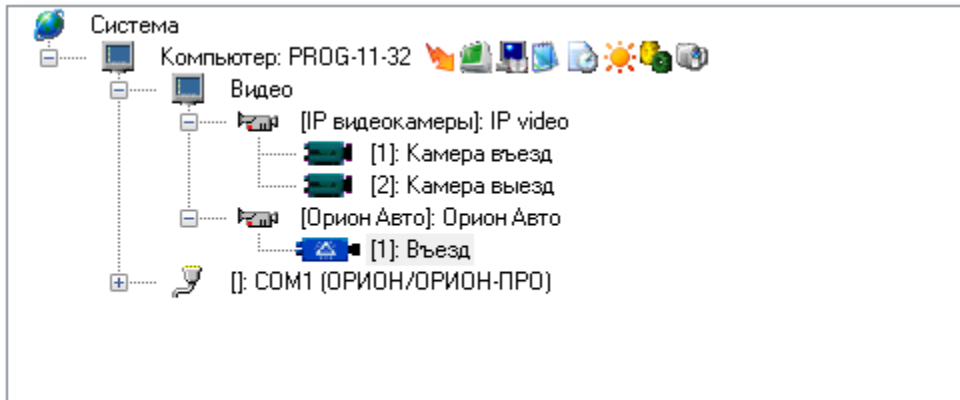 Система
Компьютер: PROG-11-32
Видео
[IP видеокамеры]: IP video
[1]: Камера въезд
[2]: Камера выезд
[Орион Авто]: Орион Авто
[1]: Въезд
[]: COM1 (ОРИОН/ОРИОН-ПРО)